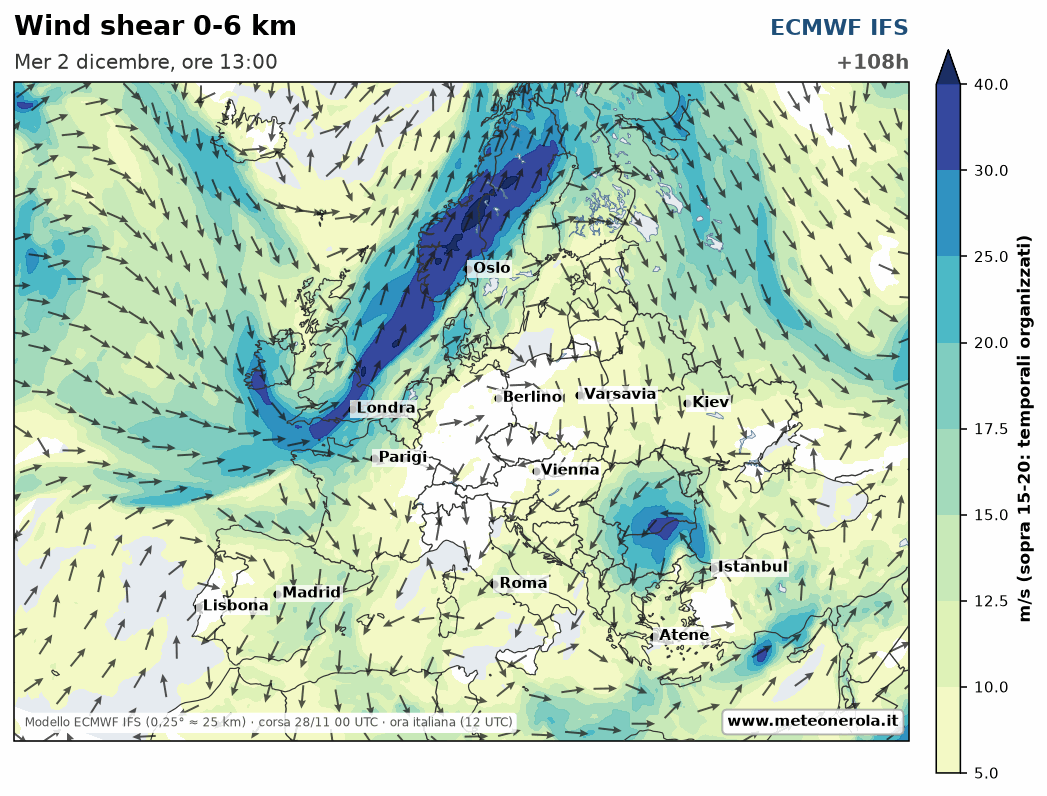 Wind shear 0-6 km
ECMWF IFS
Mer 2 dicembre, ore 13:00
+108h
Oslo
Londra
Berlino
Varsavia
Kiev
Parigi
Vienna
Istanbul
Roma
Madrid
Lisbona
Atene
Modello ECMWF IFS (0,25° ≈ 25 km) · corsa 28/11 00 UTC · ora italiana (12 UTC)
www.meteonerola.it
40.0
30.0
25.0
20.0
17.5
15.0
12.5
10.0
5.0
m/s (sopra 15-20: temporali organizzati)